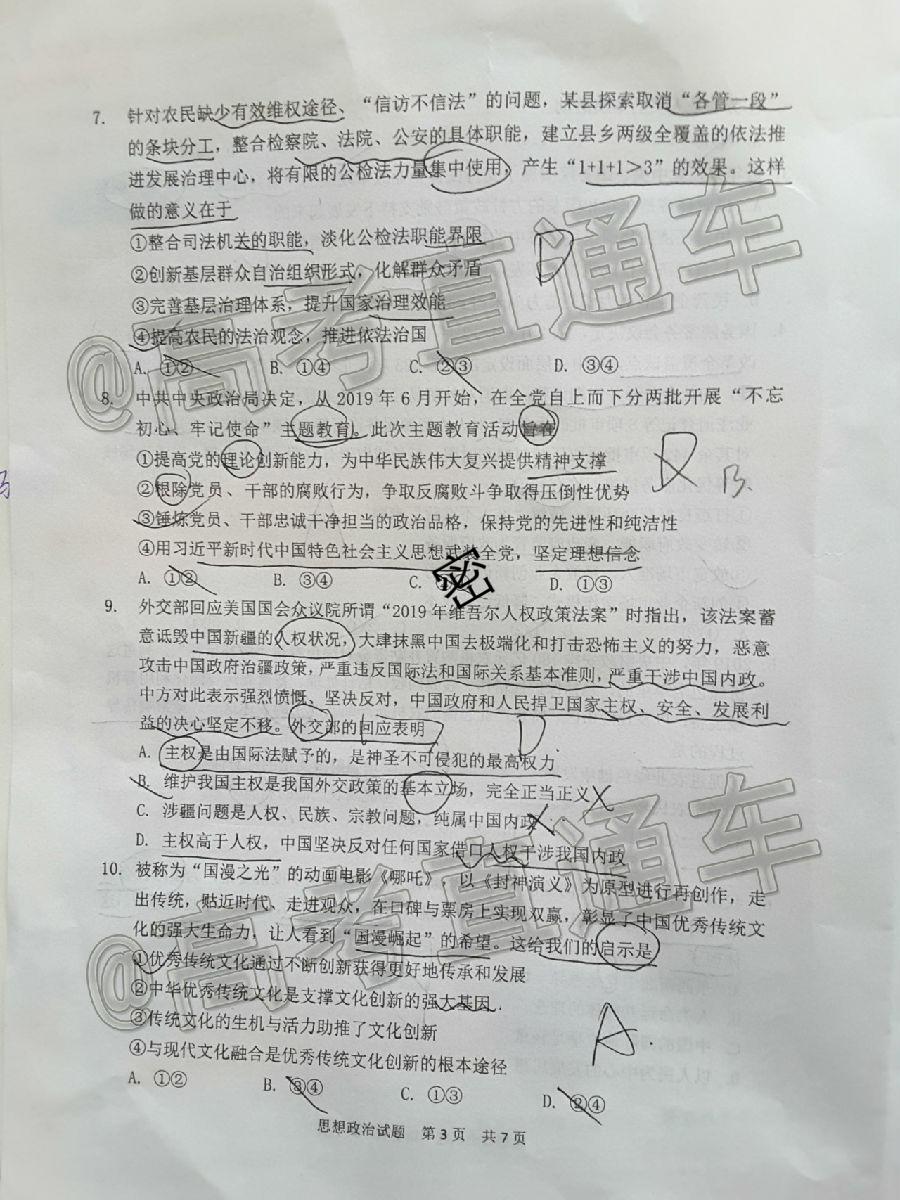 7. 针对农民缺少有效维权途径、“信访不信法”的问题，某县探索取消“各管一段”
的条块分工，整合检察院、法院、公安的具体职能，建立县乡两级全覆盖的依法推
进发展治理中心，将有限的公检法力量集中使用，产生“1+1+1>3”的效果。这样
做的意义在于
①整合司法机关的职能，淡化公检法职能界限
②创新基层群众自治组织形式，化解群众矛盾
③完善基层治理体系，提升国家治理效能
④提高农民的法治观念，推进依法治国
A. ①② B. ①④ C. ②③ D. ③④
D
8. 中共中央政治局决定，从2019年6月开始，在全党自上而下分两批开展“不忘
初心、牢记使命”主题教育。此次主题教育活动旨在
①提高党的理论创新能力，为中华民族伟大复兴提供精神支撑
②根除党员、干部的腐败行为，争取反腐败斗争取得压倒性优势
③锤炼党员、干部忠诚干净担当的政治品格，保持党的先进性和纯洁性
④用习近平新时代中国特色社会主义思想武装全党，坚定理想信念
A. ①② B. ③④ C. D. ①③
B.
密
9. 外交部回应美国国会众议院所谓“2019年维吾尔人权政策法案”时指出，该法案蓄
意诋毁中国新疆的人权状况，大肆抹黑中国去极端化和打击恐怖主义的努力，恶意
攻击中国政府治疆政策，严重违反国际法和国际关系基本准则，严重干涉中国内政。
中方对此表示强烈愤慨、坚决反对，中国政府和人民捍卫国家主权、安全、发展利
益的决心坚定不移。外交部的回应表明
A. 主权是由国际法赋予的，是神圣不可侵犯的最高权力
B. 维护我国主权是我国外交政策的基本立场，完全正当正义
C. 涉疆问题是人权、民族、宗教问题，纯属中国内政
D. 主权高于人权，中国坚决反对任何国家借口人权干涉我国内政
D
10. 被称为“国漫之光”的动画电影《哪吒》，以《封神演义》为原型进行再创作，走
出传统，贴近时代、走进观众，在口碑与票房上实现双赢，彰显了中国优秀传统文
化的强大生命力，让人看到“国漫崛起”的希望。这给我们的启示是
①优秀传统文化通过不断创新获得更好地传承和发展
②中华优秀传统文化是支撑文化创新的强大基因
③传统文化的生机与活力助推了文化创新
④与现代文化融合是优秀传统文化创新的根本途径
A. ①② B. ③④ C. ①③ D. ②④
A.
思想政治试题 第3页 共7页
@高考直通车
@高考直通车